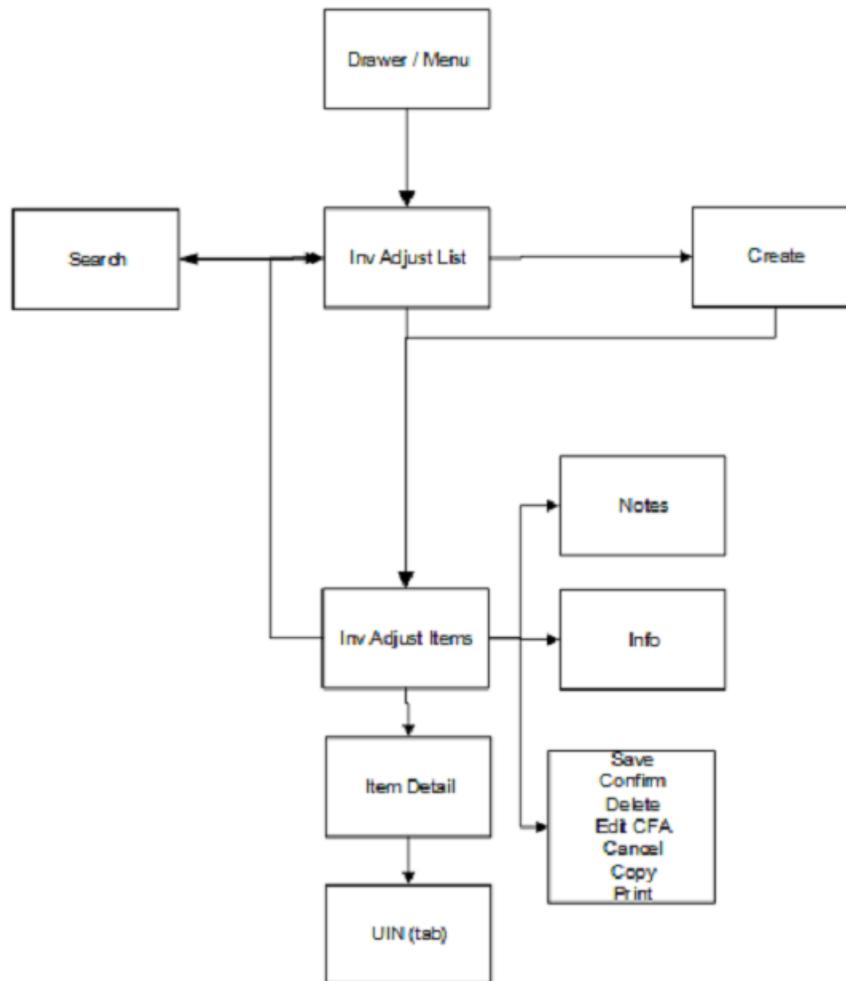 Drawer / Menu
Search
Inv Adjust List
Create
Notes
Inv Adjust Items
Info
Save
Confirm
Delete
Edit CFA
Cancel
Copy
Print
Item Detail
UIN (tab)